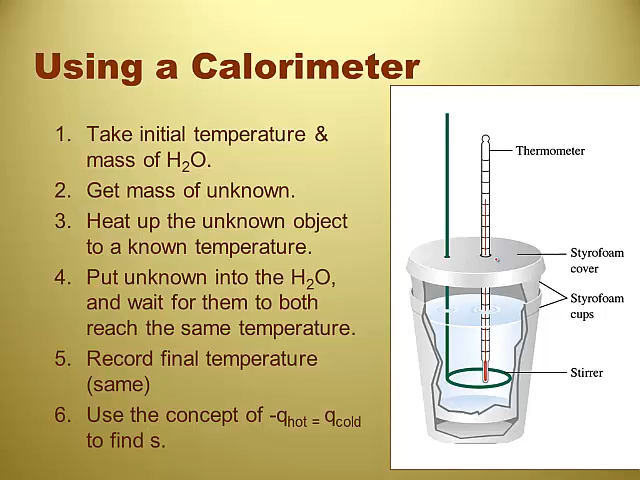 Using a Calorimeter
1. Take initial temperature &
mass of H2O.
2. Get mass of unknown.
3. Heat up the unknown object
to a known temperature.
4. Put unknown into the H2O,
and wait for them to both
reach the same temperature.
5. Record final temperature
(same)
6. Use the concept of -qhot = qcold
to find s.
Thermometer
Styrofoam
cover
Styrofoam
cups
Stirrer